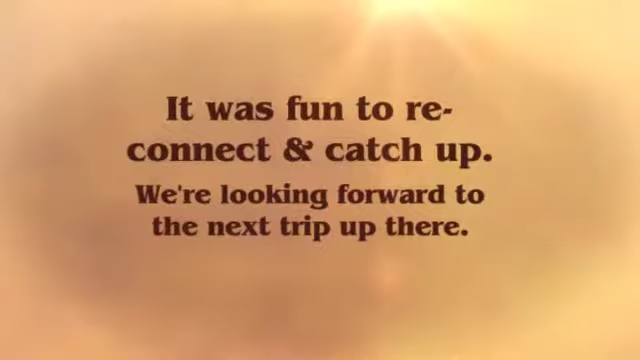 It was fun to re-
connect & catch up.
We're looking forward to
the next trip up there.